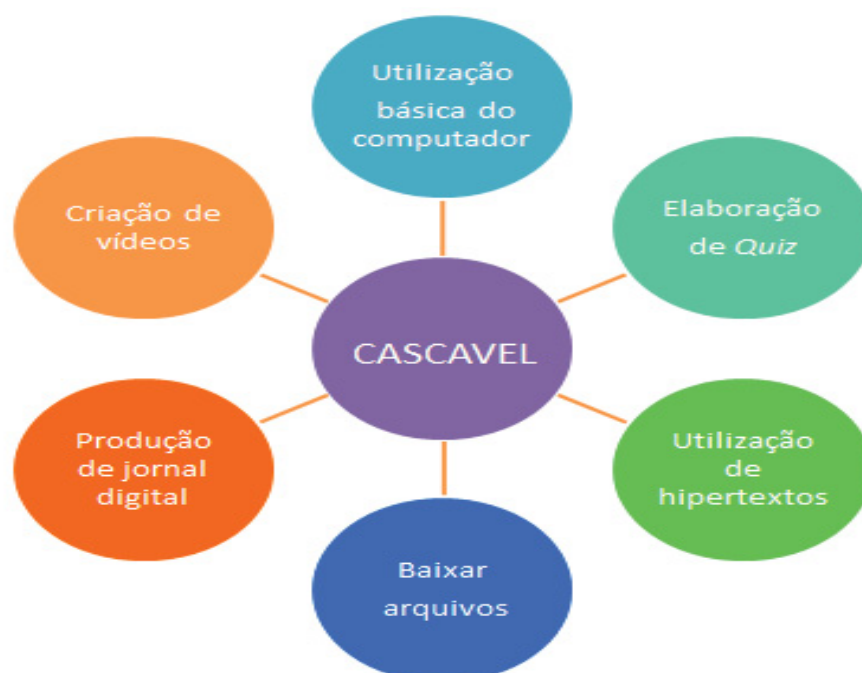 Utilização
básica do
computador
Criação de
vídeos
Elaboração
de Quiz
CASCAVEL
Produção
de jornal
digital
Utilização
de
hipertextos
Baixar
arquivos